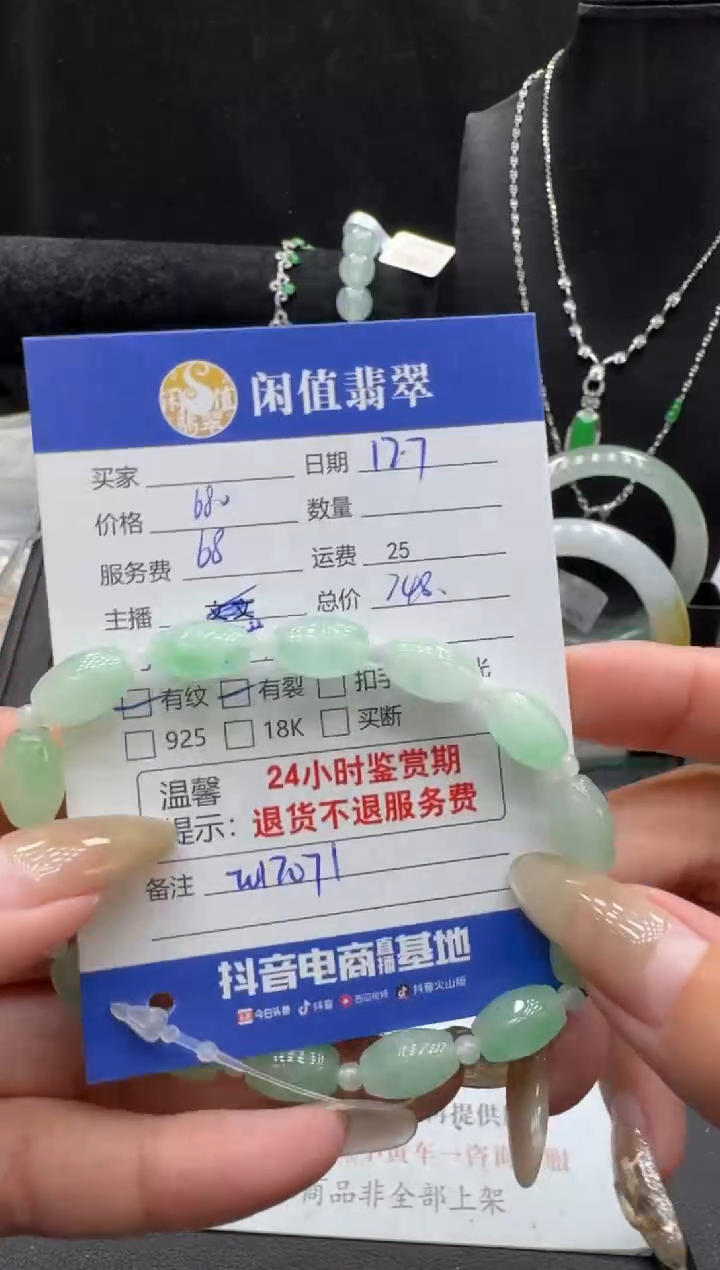 闲值翡翠
买家
日期 12.7
价格 680
数量
服务费 68
运费 25
主播
总价 748.
有纹 有裂
925 18K 买断
温馨
提示:
24小时鉴赏期
退货不退服务费
备注
抖音电商直播基地
今日头条 抖音 西瓜视频 抖音火山版
提供
商品非全部上架